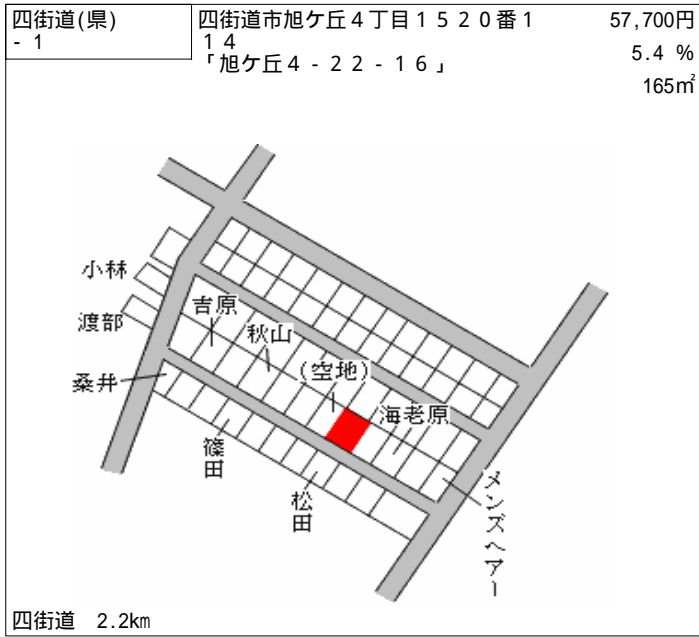 四街道(県)
- 1
四街道市旭ケ丘4丁目1520番1
14
「旭ケ丘4-22-16」
57,700円
5.4 %
165㎡
小林
渡部
吉原
秋山
(空地)
海老原
桑井
篠田
松田
メンズヘアー
四街道 2.2km